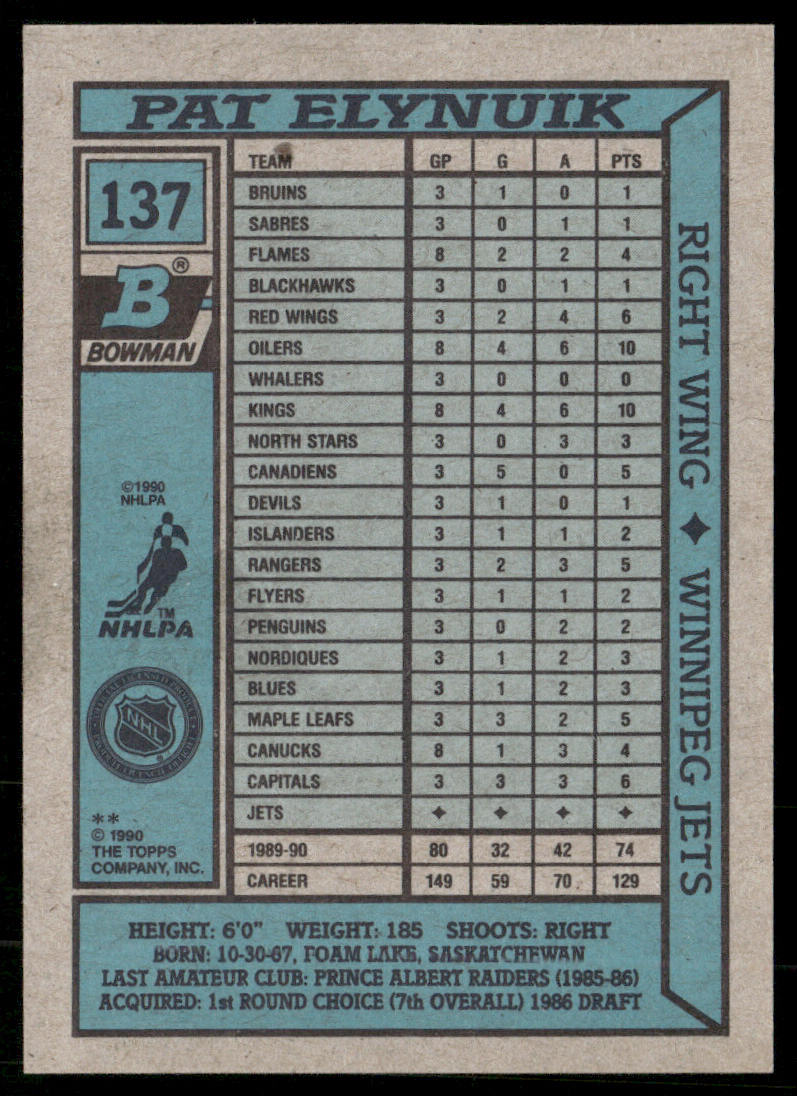 PAT ELYNUIK
137
B®
BOWMAN
©1990
NHLPA
TM
NHLPA
NHL
®
**
© 1990
THE TOPPS
COMPANY, INC.
TEAM GP G A PTS
BRUINS 3 1 0 1
SABRES 3 0 1 1
FLAMES 8 2 2 4
BLACKHAWKS 3 0 1 1
RED WINGS 3 2 4 6
OILERS 8 4 6 10
WHALERS 3 0 0 0
KINGS 8 4 6 10
NORTH STARS 3 0 3 3
CANADIENS 3 5 0 5
DEVILS 3 1 0 1
ISLANDERS 3 1 1 2
RANGERS 3 2 3 5
FLYERS 3 1 1 2
PENGUINS 3 0 2 2
NORDIQUES 3 1 2 3
BLUES 3 1 2 3
MAPLE LEAFS 3 3 2 5
CANUCKS 8 1 3 4
CAPITALS 3 3 3 6
JETS ✦ ✦ ✦ ✦
1989-90 80 32 42 74
CAREER 149 59 70 129
RIGHT WING ✦ WINNIPEG JETS
HEIGHT: 6'0" WEIGHT: 185 SHOOTS: RIGHT
BORN: 10-30-67, FOAM LAKE, SASKATCHEWAN
LAST AMATEUR CLUB: PRINCE ALBERT RAIDERS (1985-86)
ACQUIRED: 1st ROUND CHOICE (7th OVERALL) 1986 DRAFT